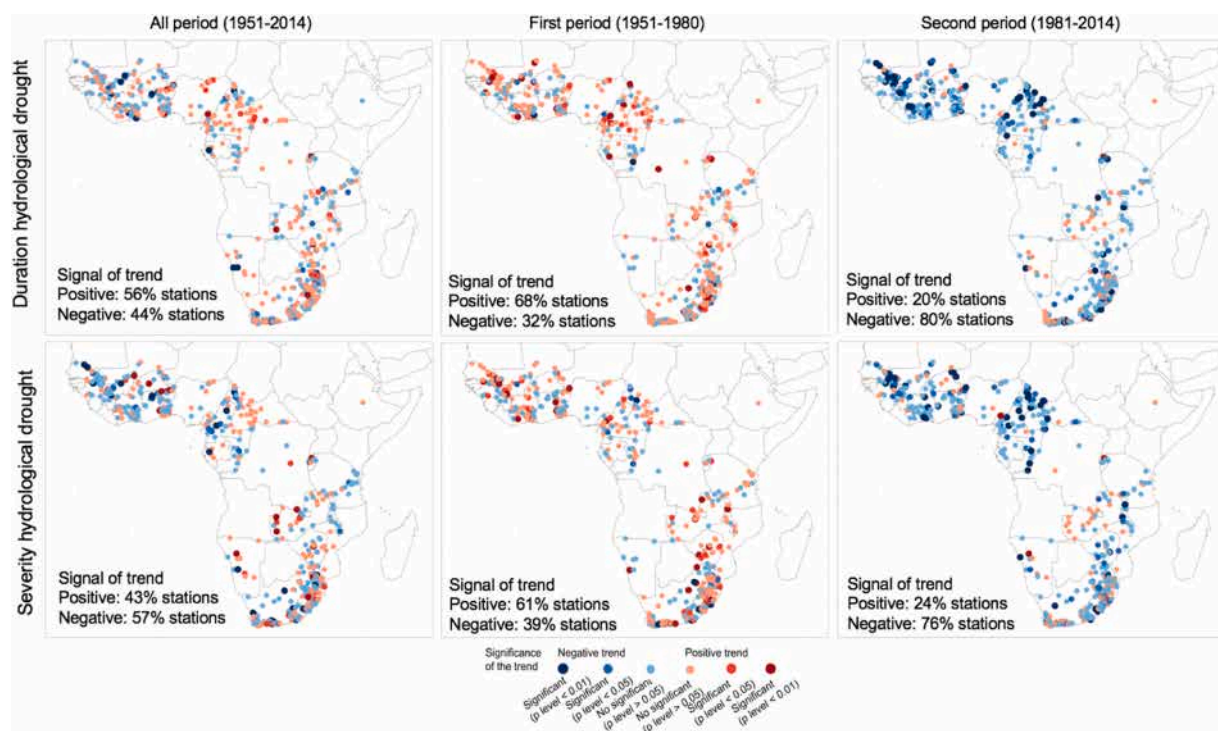 All period (1951-2014)
First period (1951-1980)
Second period (1981-2014)
Duration hydrological drought
Signal of trend
Positive: 56% stations
Negative: 44% stations
Signal of trend
Positive: 68% stations
Negative: 32% stations
Signal of trend
Positive: 20% stations
Negative: 80% stations
Severity hydrological drought
Signal of trend
Positive: 43% stations
Negative: 57% stations
Signal of trend
Positive: 61% stations
Negative: 39% stations
Signal of trend
Positive: 24% stations
Negative: 76% stations
Significance
of the trend
Negative trend
Positive trend
Significant
(p level < 0.01)
Significant
(p level < 0.05)
No significant
(p level > 0.05)
No significant
(p level > 0.05)
Significant
(p level < 0.05)
Significant
(p level < 0.01)